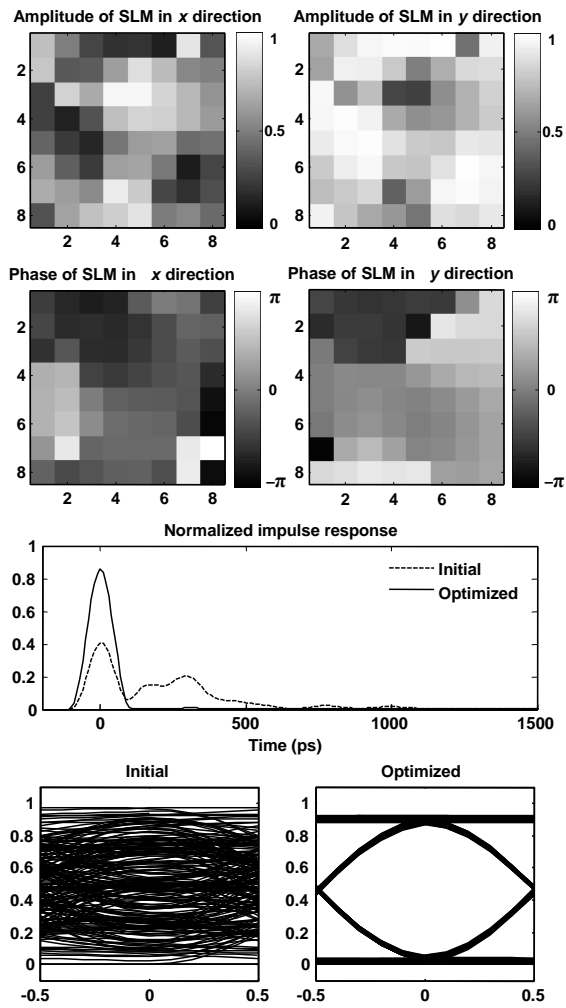 Amplitude of SLM in x direction
Amplitude of SLM in y direction
1
0.5
0
2
4
6
8
2 4 6 8
1
0.5
0
2
4
6
8
2 4 6 8
Phase of SLM in x direction
Phase of SLM in y direction
π
0
−π
2
4
6
8
2 4 6 8
π
0
−π
2
4
6
8
2 4 6 8
Normalized impulse response
1
0.8
0.6
0.4
0.2
0
Initial
Optimized
0 500 1000 1500
Time (ps)
Initial
Optimized
1
0.8
0.6
0.4
0.2
0
-0.5 0 0.5
1
0.8
0.6
0.4
0.2
0
-0.5 0 0.5